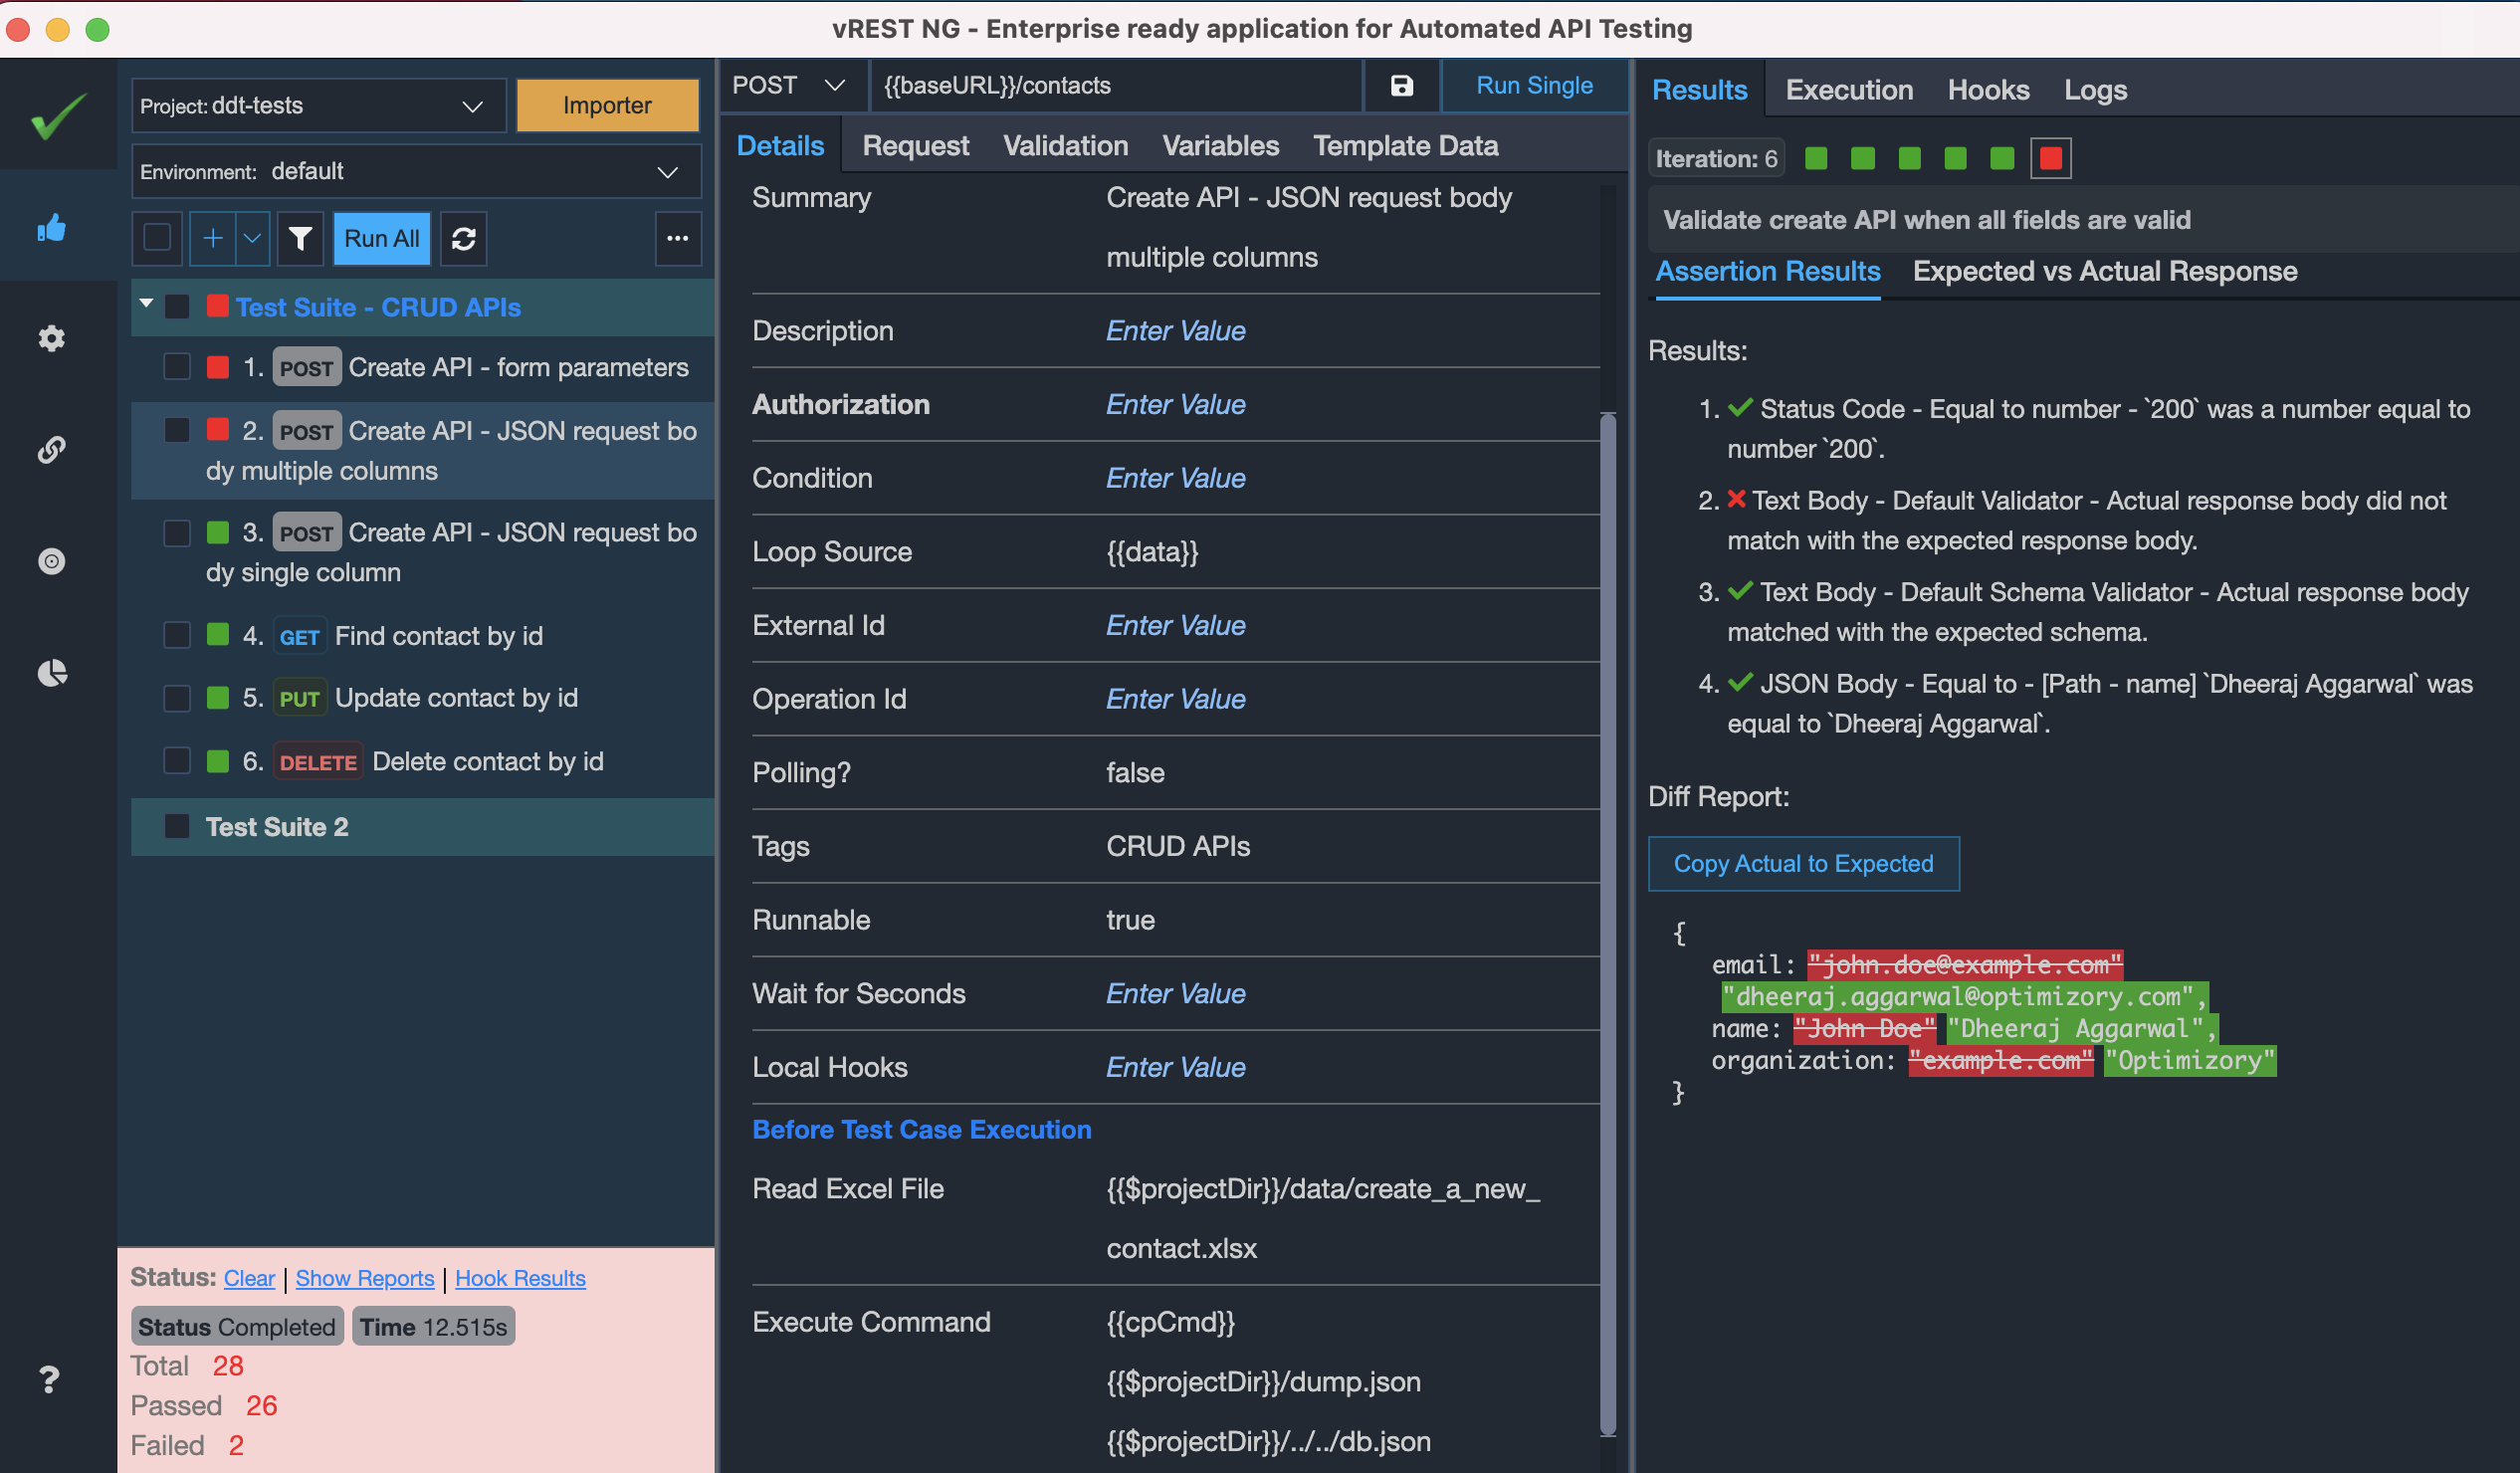 vREST NG - Enterprise ready application for Automated API Testing
Project: ddt-tests
Importer
Environment: default
Run All
Test Suite - CRUD APIs
1. POST Create API - form parameters
2. POST Create API - JSON request bo
dy multiple columns
3. POST Create API - JSON request bo
dy single column
4. GET Find contact by id
5. PUT Update contact by id
6. DELETE Delete contact by id
Test Suite 2
Status: Clear | Show Reports | Hook Results
Status Completed Time 12.515s
Total 28
Passed 26
Failed 2
POST {{baseURL}}/contacts Run Single
Details Request Validation Variables Template Data
Summary Create API - JSON request body
multiple columns
Description Enter Value
Authorization Enter Value
Condition Enter Value
Loop Source {{data}}
External Id Enter Value
Operation Id Enter Value
Polling? false
Tags CRUD APIs
Runnable true
Wait for Seconds Enter Value
Local Hooks Enter Value
Before Test Case Execution
Read Excel File {{$projectDir}}/data/create_a_new_
contact.xlsx
Execute Command {{cpCmd}}
{{$projectDir}}/dump.json
{{$projectDir}}/../../db.json
Results Execution Hooks Logs
Iteration: 6
Validate create API when all fields are valid
Assertion Results Expected vs Actual Response
Results:
1. Status Code - Equal to number - `200` was a number equal to
number `200`.
2. Text Body - Default Validator - Actual response body did not
match with the expected response body.
3. Text Body - Default Schema Validator - Actual response body
matched with the expected schema.
4. JSON Body - Equal to - [Path - name] `Dheeraj Aggarwal` was
equal to `Dheeraj Aggarwal`.
Diff Report:
Copy Actual to Expected
{
email: "john.doe@example.com"
"dheeraj.aggarwal@optimizory.com",
name: "John Doe" "Dheeraj Aggarwal",
organization: "example.com" "Optimizory"
}